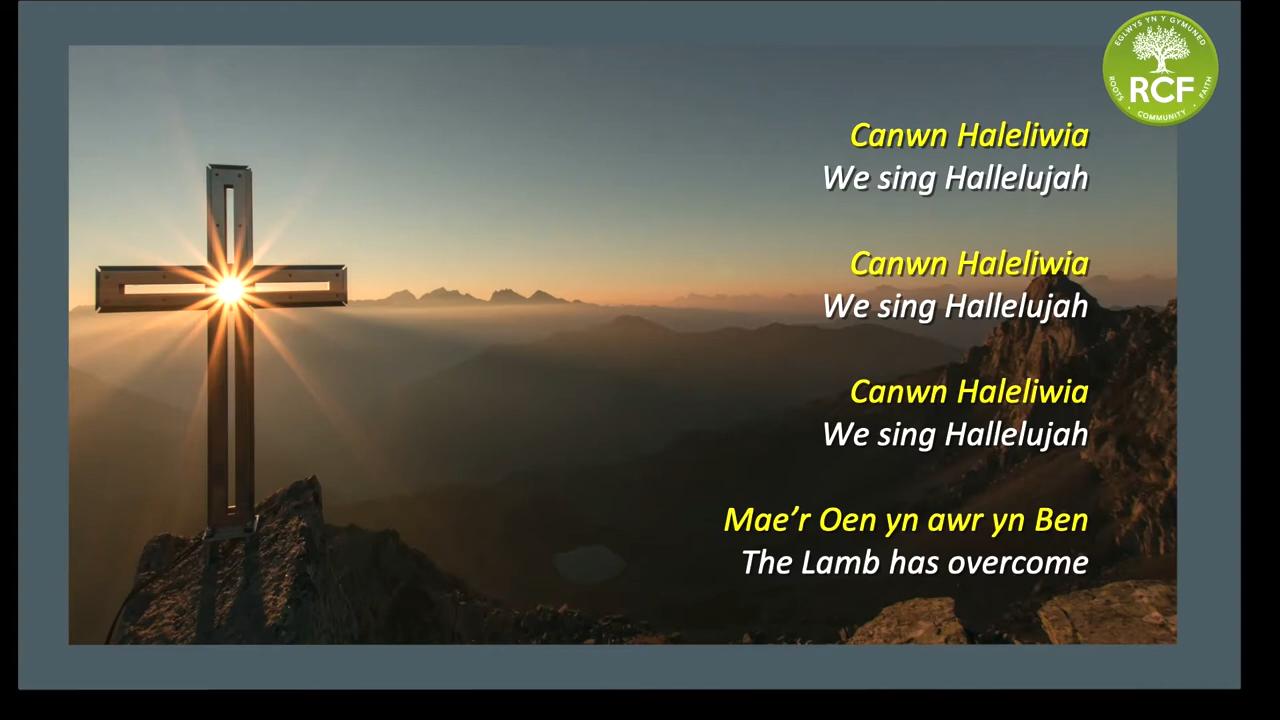 EGLWYS YN Y GYMUNED
RCF
ROOTS • COMMUNITY • FAITH
Canwn Haleliwia
We sing Hallelujah
Canwn Haleliwia
We sing Hallelujah
Canwn Haleliwia
We sing Hallelujah
Mae’r Oen yn awr yn Ben
The Lamb has overcome